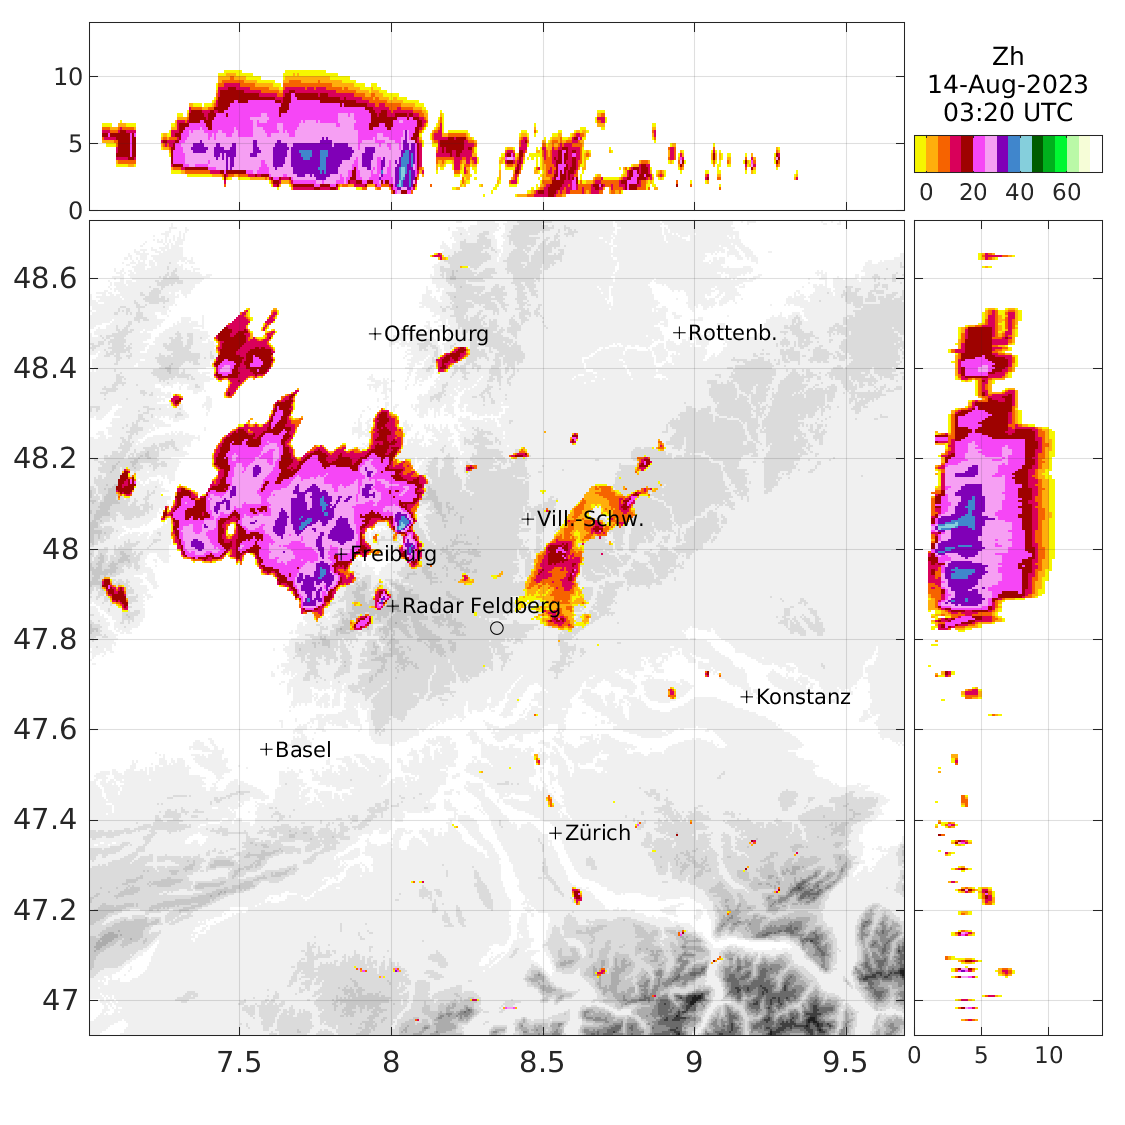 10
5
0
Zh
14-Aug-2023
03:20 UTC
0 20 40 60
48.6
48.4
48.2
48
47.8
47.6
47.4
47.2
47
+Offenburg
+Rottenb.
+Vill.-Schw.
+Freiburg
+Radar Feldberg
+Konstanz
+Basel
+Zürich
7.5 8 8.5 9 9.5
0 5 10